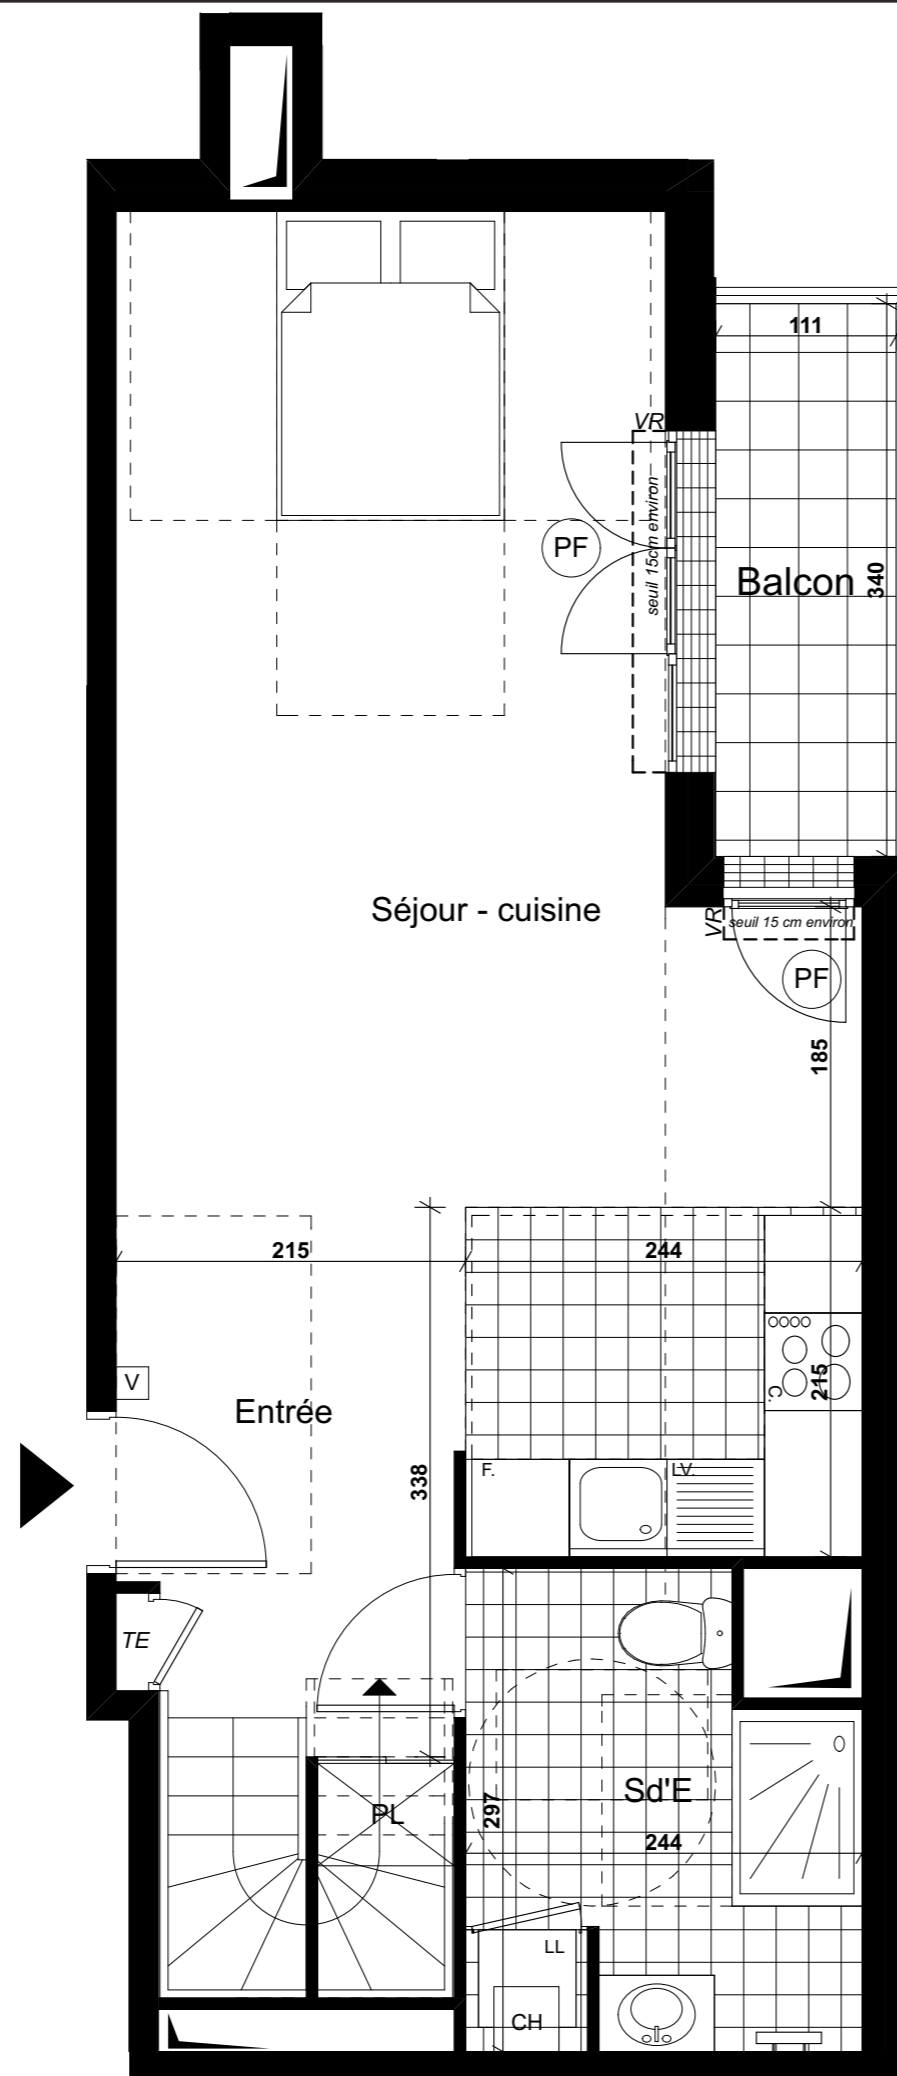 111
VR
seuil 15cm environ
PF
Balcon
340
Séjour - cuisine
VR
seuil 15 cm environ
PF
185
215
244
V
Entrée
C.
215
338
F.
LV.
TE
PL
Sd'E
297
244
LL
CH